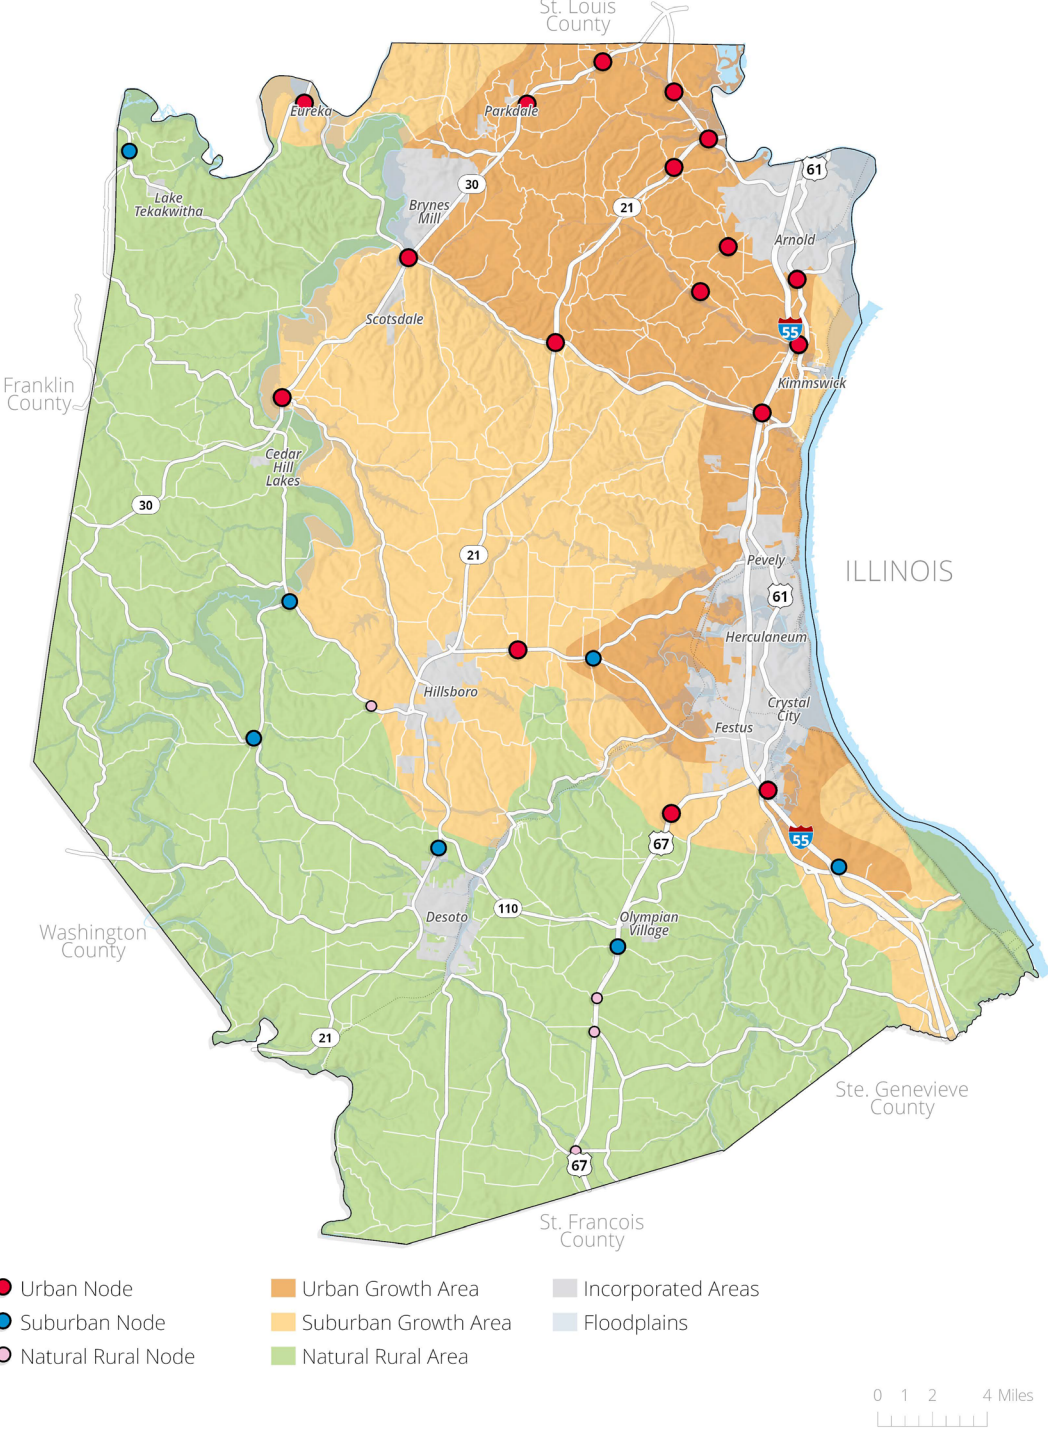 St. Louis
County
Eureka
Parkdale
61
30
Lake
Tekakwitha
Brynes
Mill
21
Arnold
Scotsdale
55
Franklin
County
Kimmswick
Cedar
Hill
Lakes
30
21
Pevely
ILLINOIS
61
Herculaneum
Hillsboro
Crystal
City
Festus
67
55
Desoto
110
Olympian
Village
Washington
County
21
Ste. Genevieve
County
67
St. Francois
County
Urban Node
Urban Growth Area
Incorporated Areas
Suburban Node
Suburban Growth Area
Floodplains
Natural Rural Node
Natural Rural Area
0 1 2 4 Miles